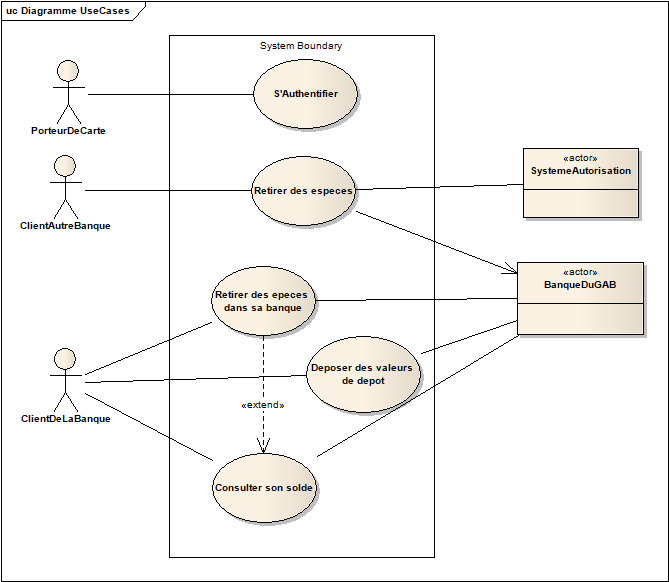 uc Diagramme UseCases
System Boundary
S'Authentifier
PorteurDeCarte
«actor»
SystemeAutorisation
Retirer des especes
ClientAutreBanque
«actor»
BanqueDuGAB
Retirer des epeces
dans sa banque
Deposer des valeurs
de depot
ClientDeLaBanque
«extend»
Consulter son solde